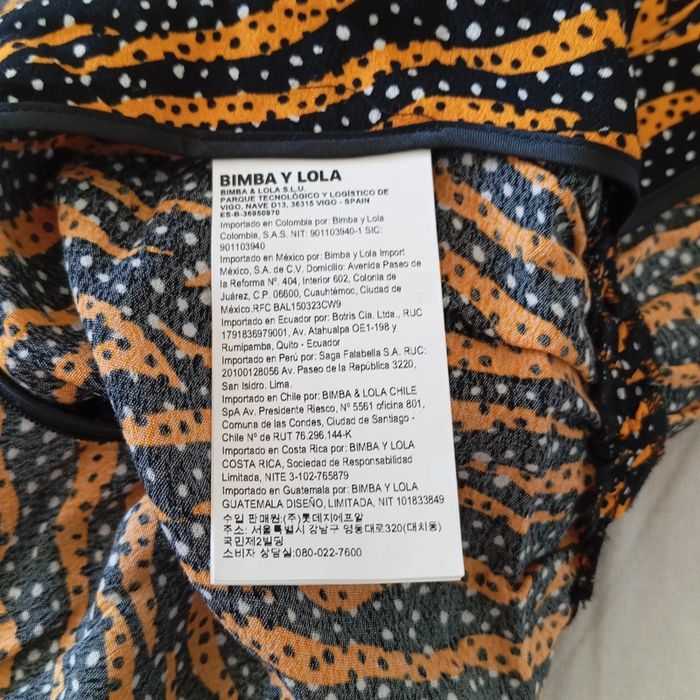 BIMBA Y LOLA
BIMBA & LOLA S.L.U.
PARQUE TECNOLÓGICO Y LOGÍSTICO DE
VIGO, NAVE D13, 36315 VIGO - SPAIN
ES-B-36950970
Importado en Colombia por: Bimba y Lola
Colombia, S.A.S. NIT: 901103940-1 SIC:
901103940
Importado en México por: Bimba y Lola Import
México, S.A. de C.V. Domicilio: Avenida Paseo de
la Reforma Nº. 404, Interior 602, Colonia de
Juárez, C.P. 06600, Cuauhtémoc, Ciudad de
México.RFC BAL150323CW9
Importado en Ecuador por: Botris Cia. Ltda., RUC
1791836979001, Av. Atahualpa OE1-198 y
Rumipamba, Quito - Ecuador
Importado en Perú por: Saga Falabella S.A. RUC:
20100128056 Av. Paseo de la República 3220,
San Isidro. Lima.
Importado en Chile por: BIMBA & LOLA CHILE
SpA Av. Presidente Riesco, Nº 5561 oficina 801,
Comuna de las Condes, Ciudad de Santiago -
Chile Nº de RUT 76.296.144-K
Importado en Costa Rica por: BIMBA Y LOLA
COSTA RICA, Sociedad de Responsabilidad
Limitada, NITE 3-102-765879
Importado en Guatemala por: BIMBA Y LOLA
GUATEMALA DISEÑO, LIMITADA, NIT 101833849
수입 판매원:(주)롯데지에프알
주소: 서울특별시 강남구 영동대로320(대치동)
국민제2빌딩
소비자 상담실:080-022-7600